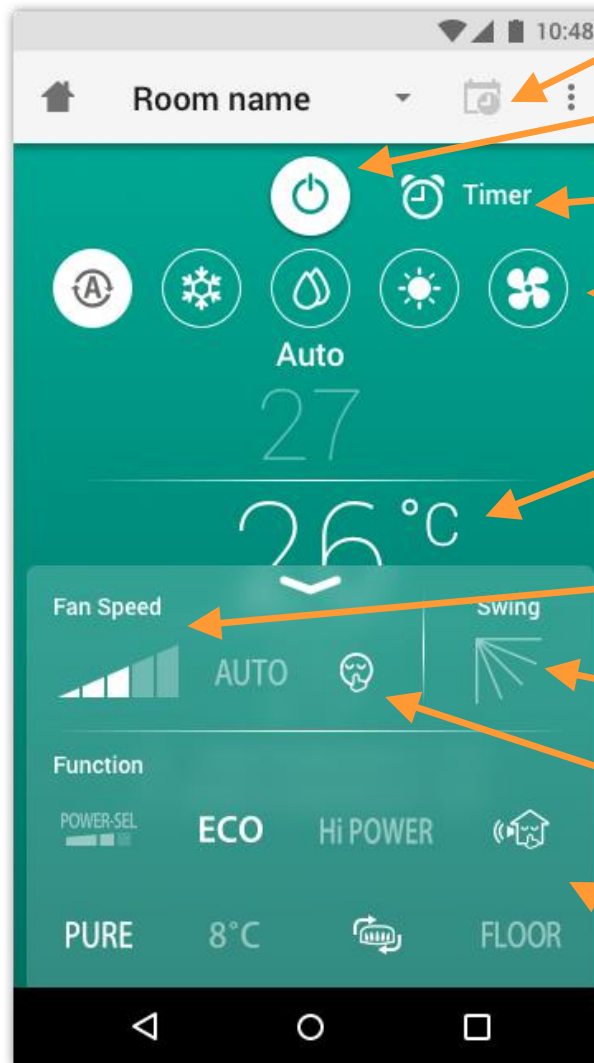 10:48
Room name
Timer
A
Auto
27
26°C
Fan Speed
Swing
AUTO
Function
POWER-SEL
ECO
Hi POWER
PURE
8°C
FLOOR